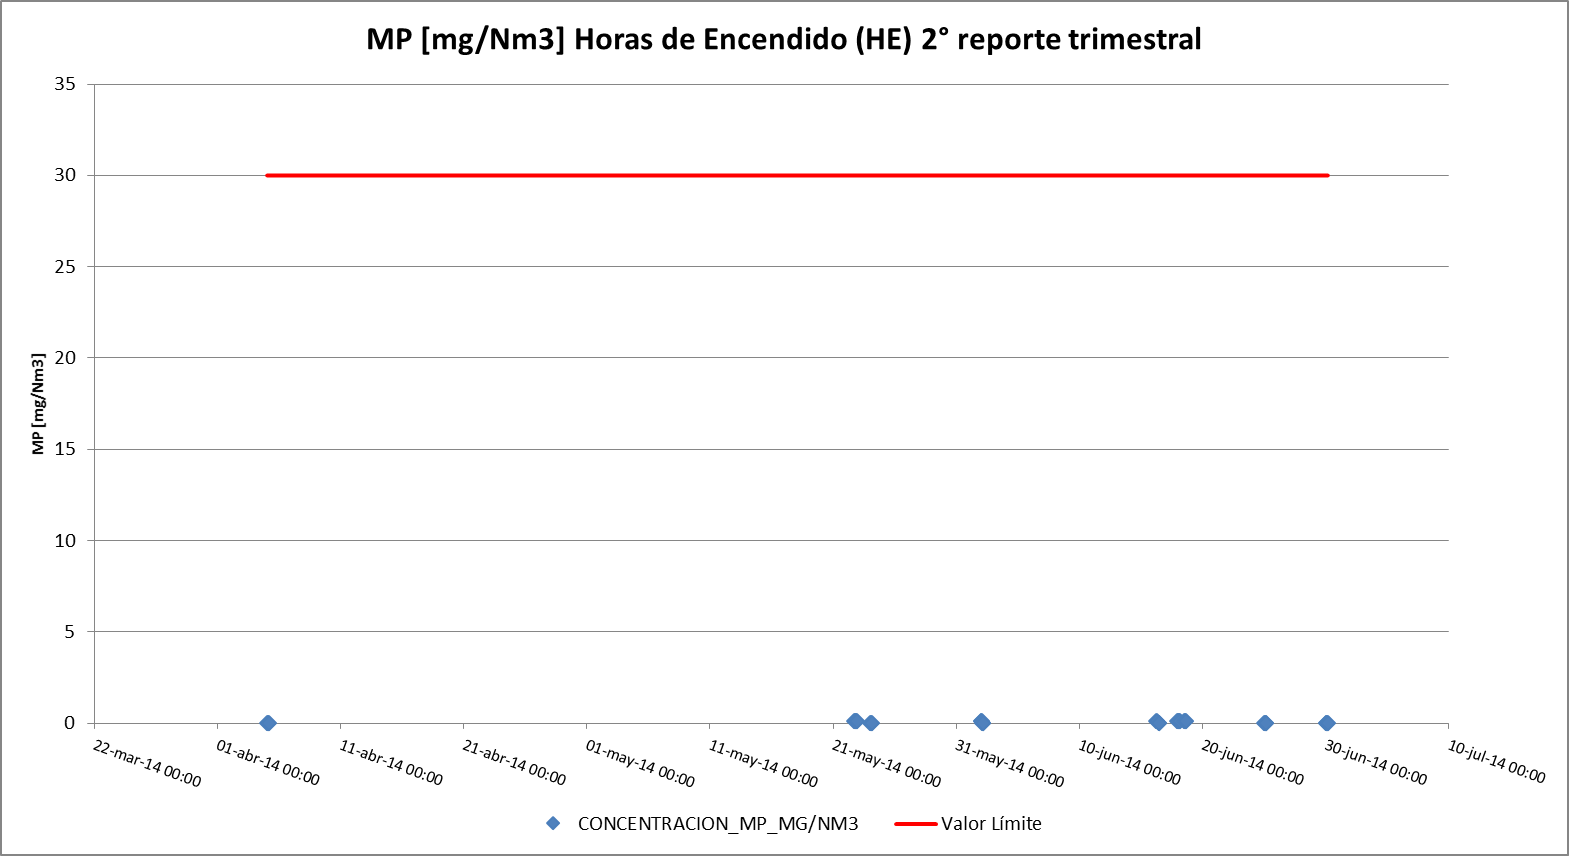 MP [mg/Nm3] Horas de Encendido (HE) 2° reporte trimestral
35
30
25
20
15
10
5
0
MP [mg/Nm3]
22-mar-14 00:00
01-abr-14 00:00
11-abr-14 00:00
21-abr-14 00:00
01-may-14 00:00
11-may-14 00:00
21-may-14 00:00
31-may-14 00:00
10-jun-14 00:00
20-jun-14 00:00
30-jun-14 00:00
10-jul-14 00:00
CONCENTRACION_MP_MG/NM3
Valor Límite